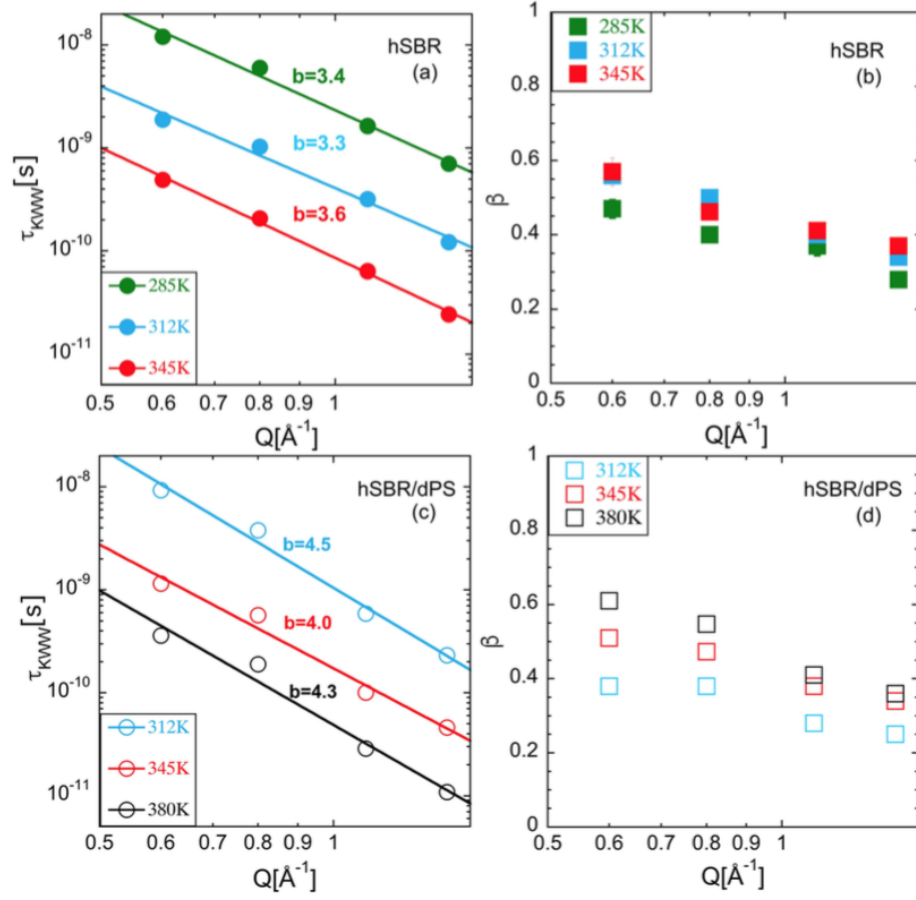 hSBR
(a)
10⁻⁸
10⁻⁹
10⁻¹⁰
10⁻¹¹
τKWW[s]
b=3.4
b=3.3
b=3.6
285K
312K
345K
0.5
0.6
0.7
0.8
0.9
1
Q[Å⁻¹]
285K
312K
345K
hSBR
(b)
1
0.8
0.6
0.4
0.2
0
β
0.5
0.6
0.7
0.8
0.9
1
Q[Å⁻¹]
hSBR/dPS
(c)
10⁻⁸
10⁻⁹
10⁻¹⁰
10⁻¹¹
τKWW[s]
b=4.5
b=4.0
b=4.3
312K
345K
380K
0.5
0.6
0.7
0.8
0.9
1
Q[Å⁻¹]
312K
345K
380K
hSBR/dPS
(d)
1
0.8
0.6
0.4
0.2
0
β
0.5
0.6
0.7
0.8
0.9
1
Q[Å⁻¹]